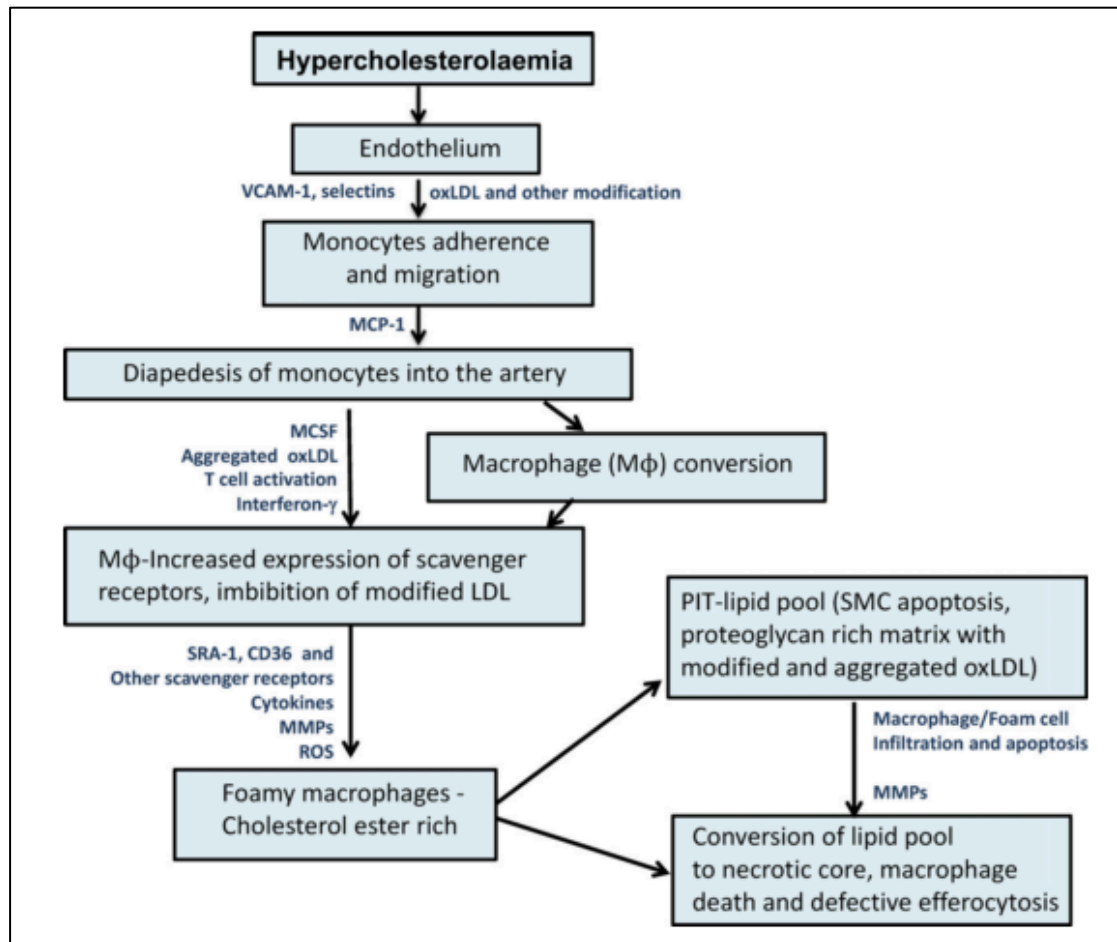 Hypercholesterolaemia
Endothelium
VCAM-1, selectins
oxLDL and other modification
Monocytes adherence
and migration
MCP-1
Diapedesis of monocytes into the artery
MCSF
Aggregated oxLDL
T cell activation
Interferon-γ
Macrophage (Mϕ) conversion
Mϕ-Increased expression of scavenger
receptors, imbibition of modified LDL
SRA-1, CD36 and
Other scavenger receptors
Cytokines
MMPs
ROS
Foamy macrophages -
Cholesterol ester rich
PIT-lipid pool (SMC apoptosis,
proteoglycan rich matrix with
modified and aggregated oxLDL)
Macrophage/Foam cell
Infiltration and apoptosis
MMPs
Conversion of lipid pool
to necrotic core, macrophage
death and defective efferocytosis